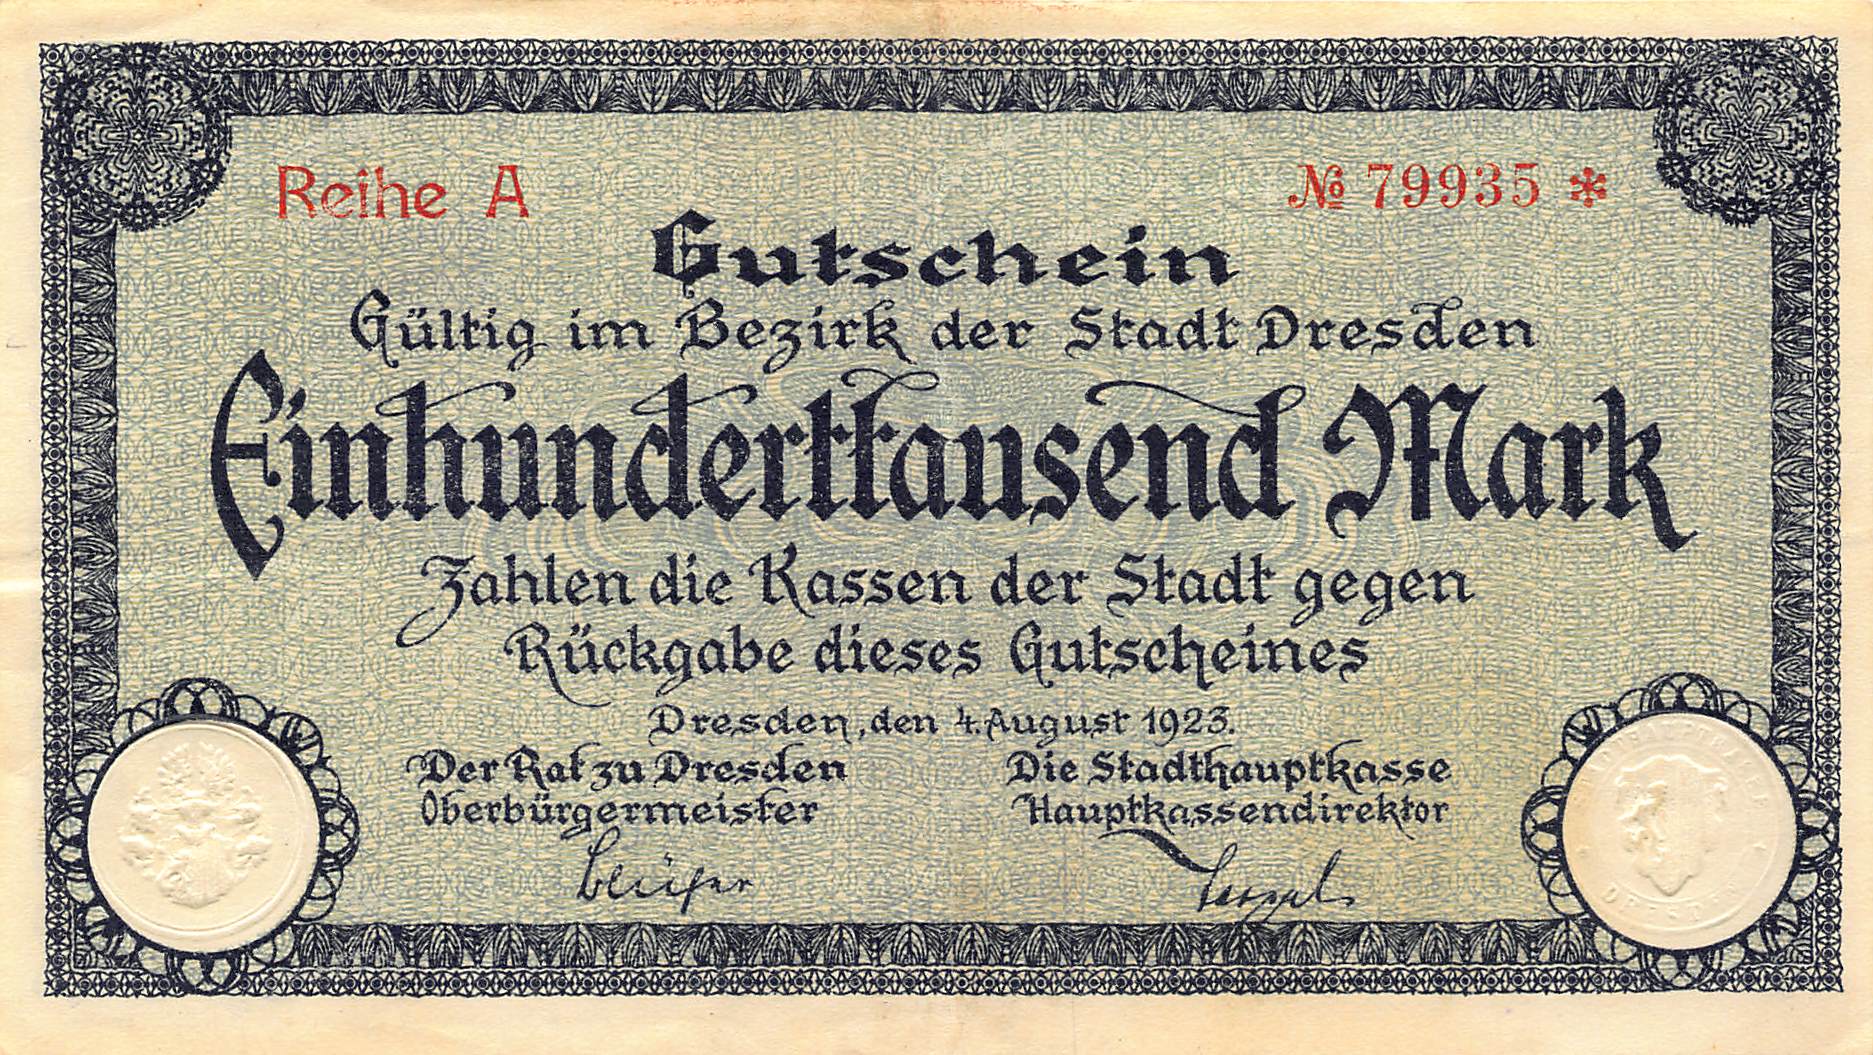 Reihe A
№ 79935 *
Gutschein
Gültig im Bezirk der Stadt Dresden
Einhunderttausend Mark
Zahlen die Kassen der Stadt gegen
Rückgabe dieses Gutscheines
Dresden, den 4. August 1923.
Der Rat zu Dresden
Oberbürgermeister
Blüher
Die Stadthauptkasse
Hauptkassendirektor